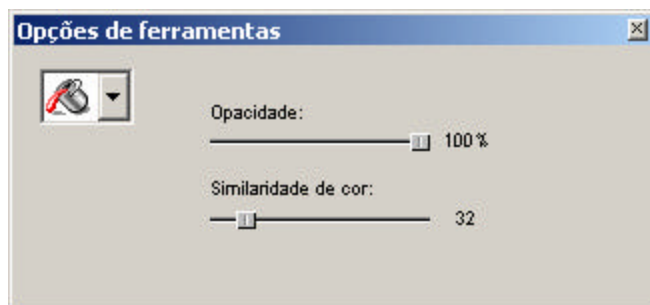 Opções de ferramentas
Opacidade:
100%
Similaridade de cor:
32